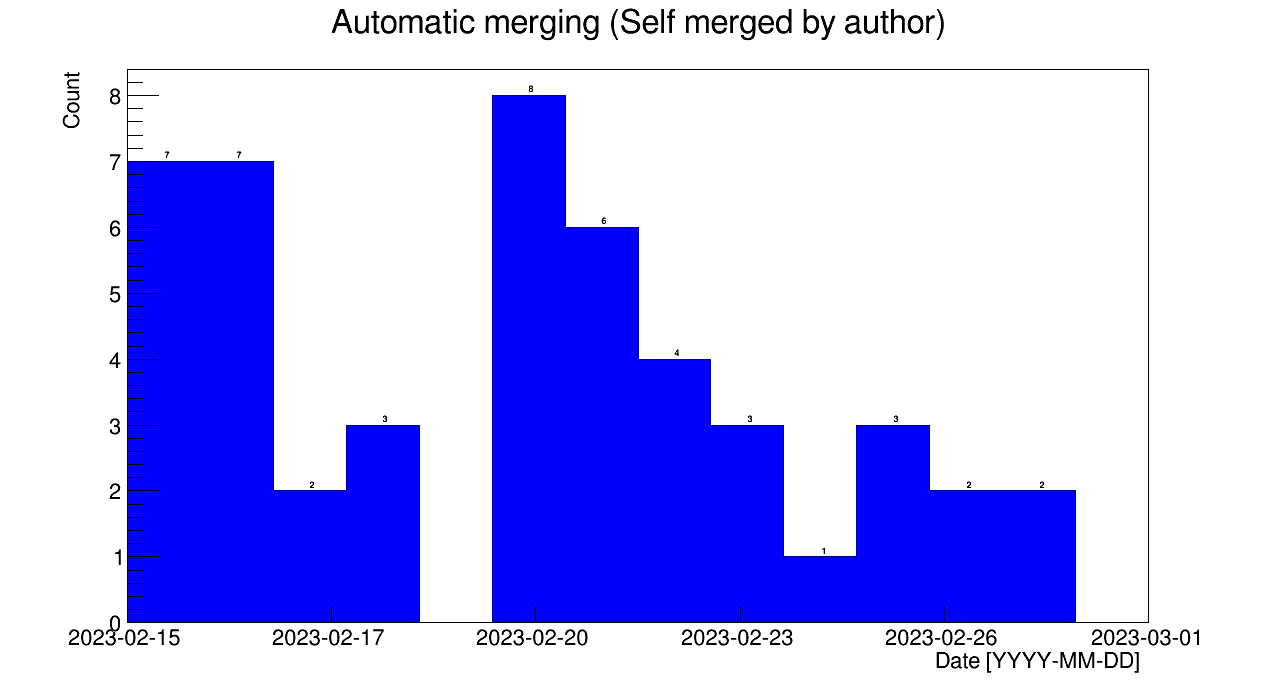 Automatic merging (Self merged by author)
Count
8
7
6
5
4
3
2
1
0
7 7 2 3 8 6 4 3 1 3 2 2
2023-02-15 2023-02-17 2023-02-20 2023-02-23 2023-02-26 2023-03-01
Date [YYYY-MM-DD]